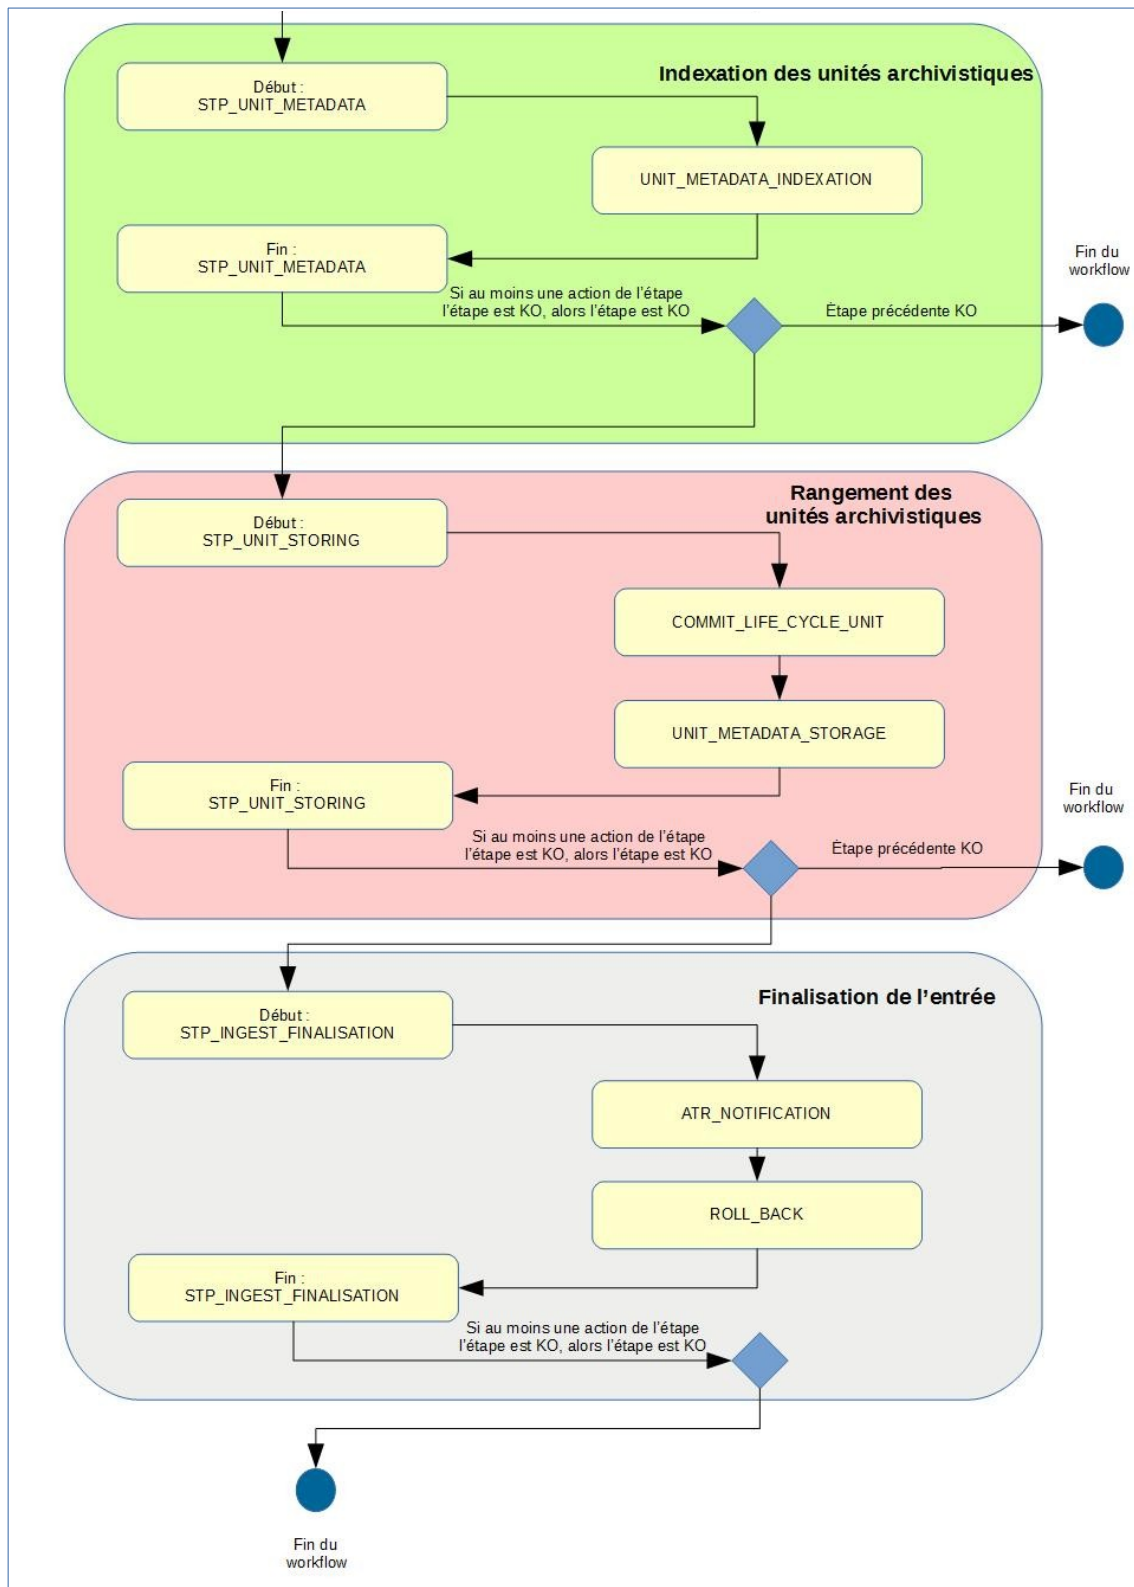 Indexation des unités archivistiques
Début :
STP_UNIT_METADATA
UNIT_METADATA_INDEXATION
Fin :
STP_UNIT_METADATA
Si au moins une action de l'étape
l'étape est KO, alors l'étape est KO
Étape précédente KO
Fin du
workflow
Rangement des
unités archivistiques
Début :
STP_UNIT_STORING
COMMIT_LIFE_CYCLE_UNIT
UNIT_METADATA_STORAGE
Fin :
STP_UNIT_STORING
Si au moins une action de l'étape
l'étape est KO, alors l'étape est KO
Étape précédente KO
Fin du
workflow
Finalisation de l'entrée
Début :
STP_INGEST_FINALISATION
ATR_NOTIFICATION
ROLL_BACK
Fin :
STP_INGEST_FINALISATION
Si au moins une action de l'étape
l'étape est KO, alors l'étape est KO
Fin du
workflow